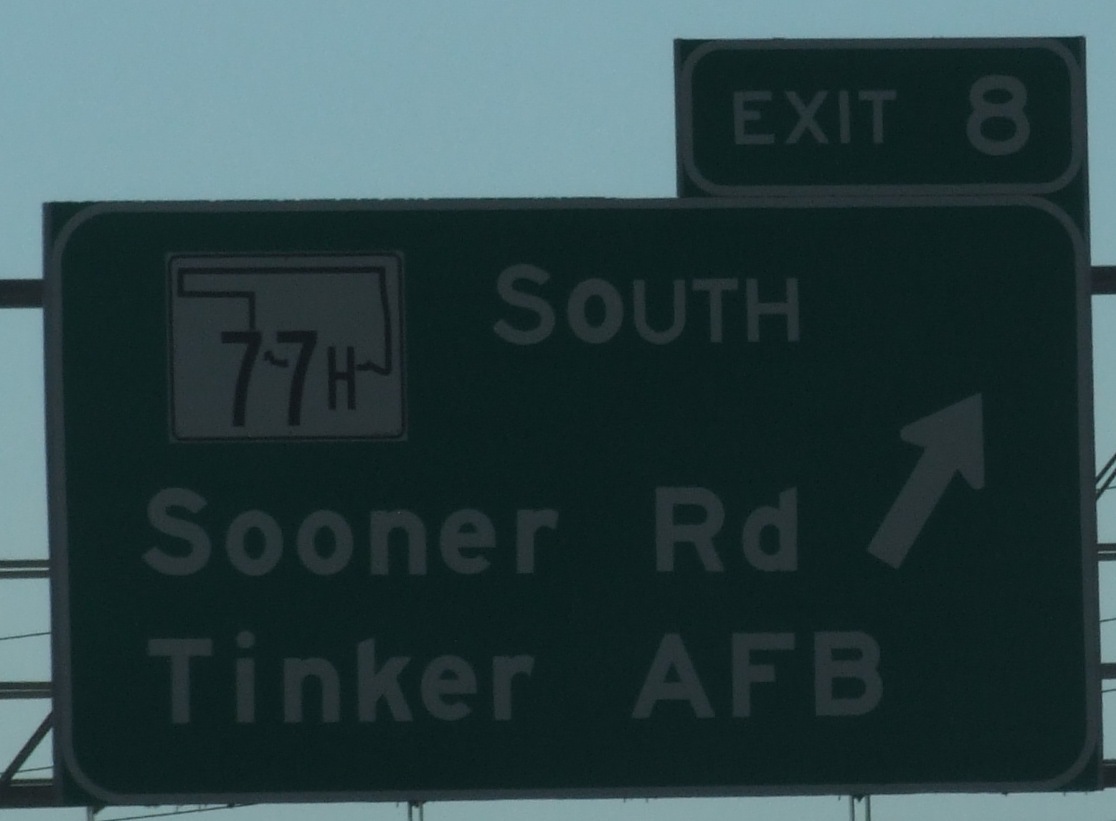 EXIT 8
77H SOUTH
Sooner Rd
Tinker AFB